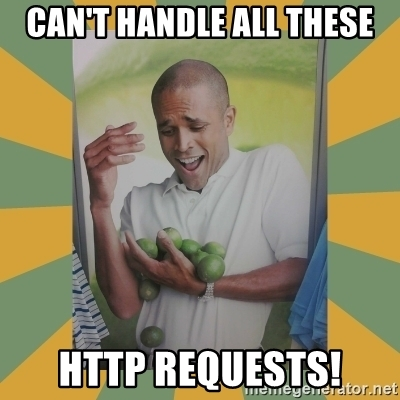 CAN'T HANDLE ALL THESE
HTTP REQUESTS!
memegenerator.net